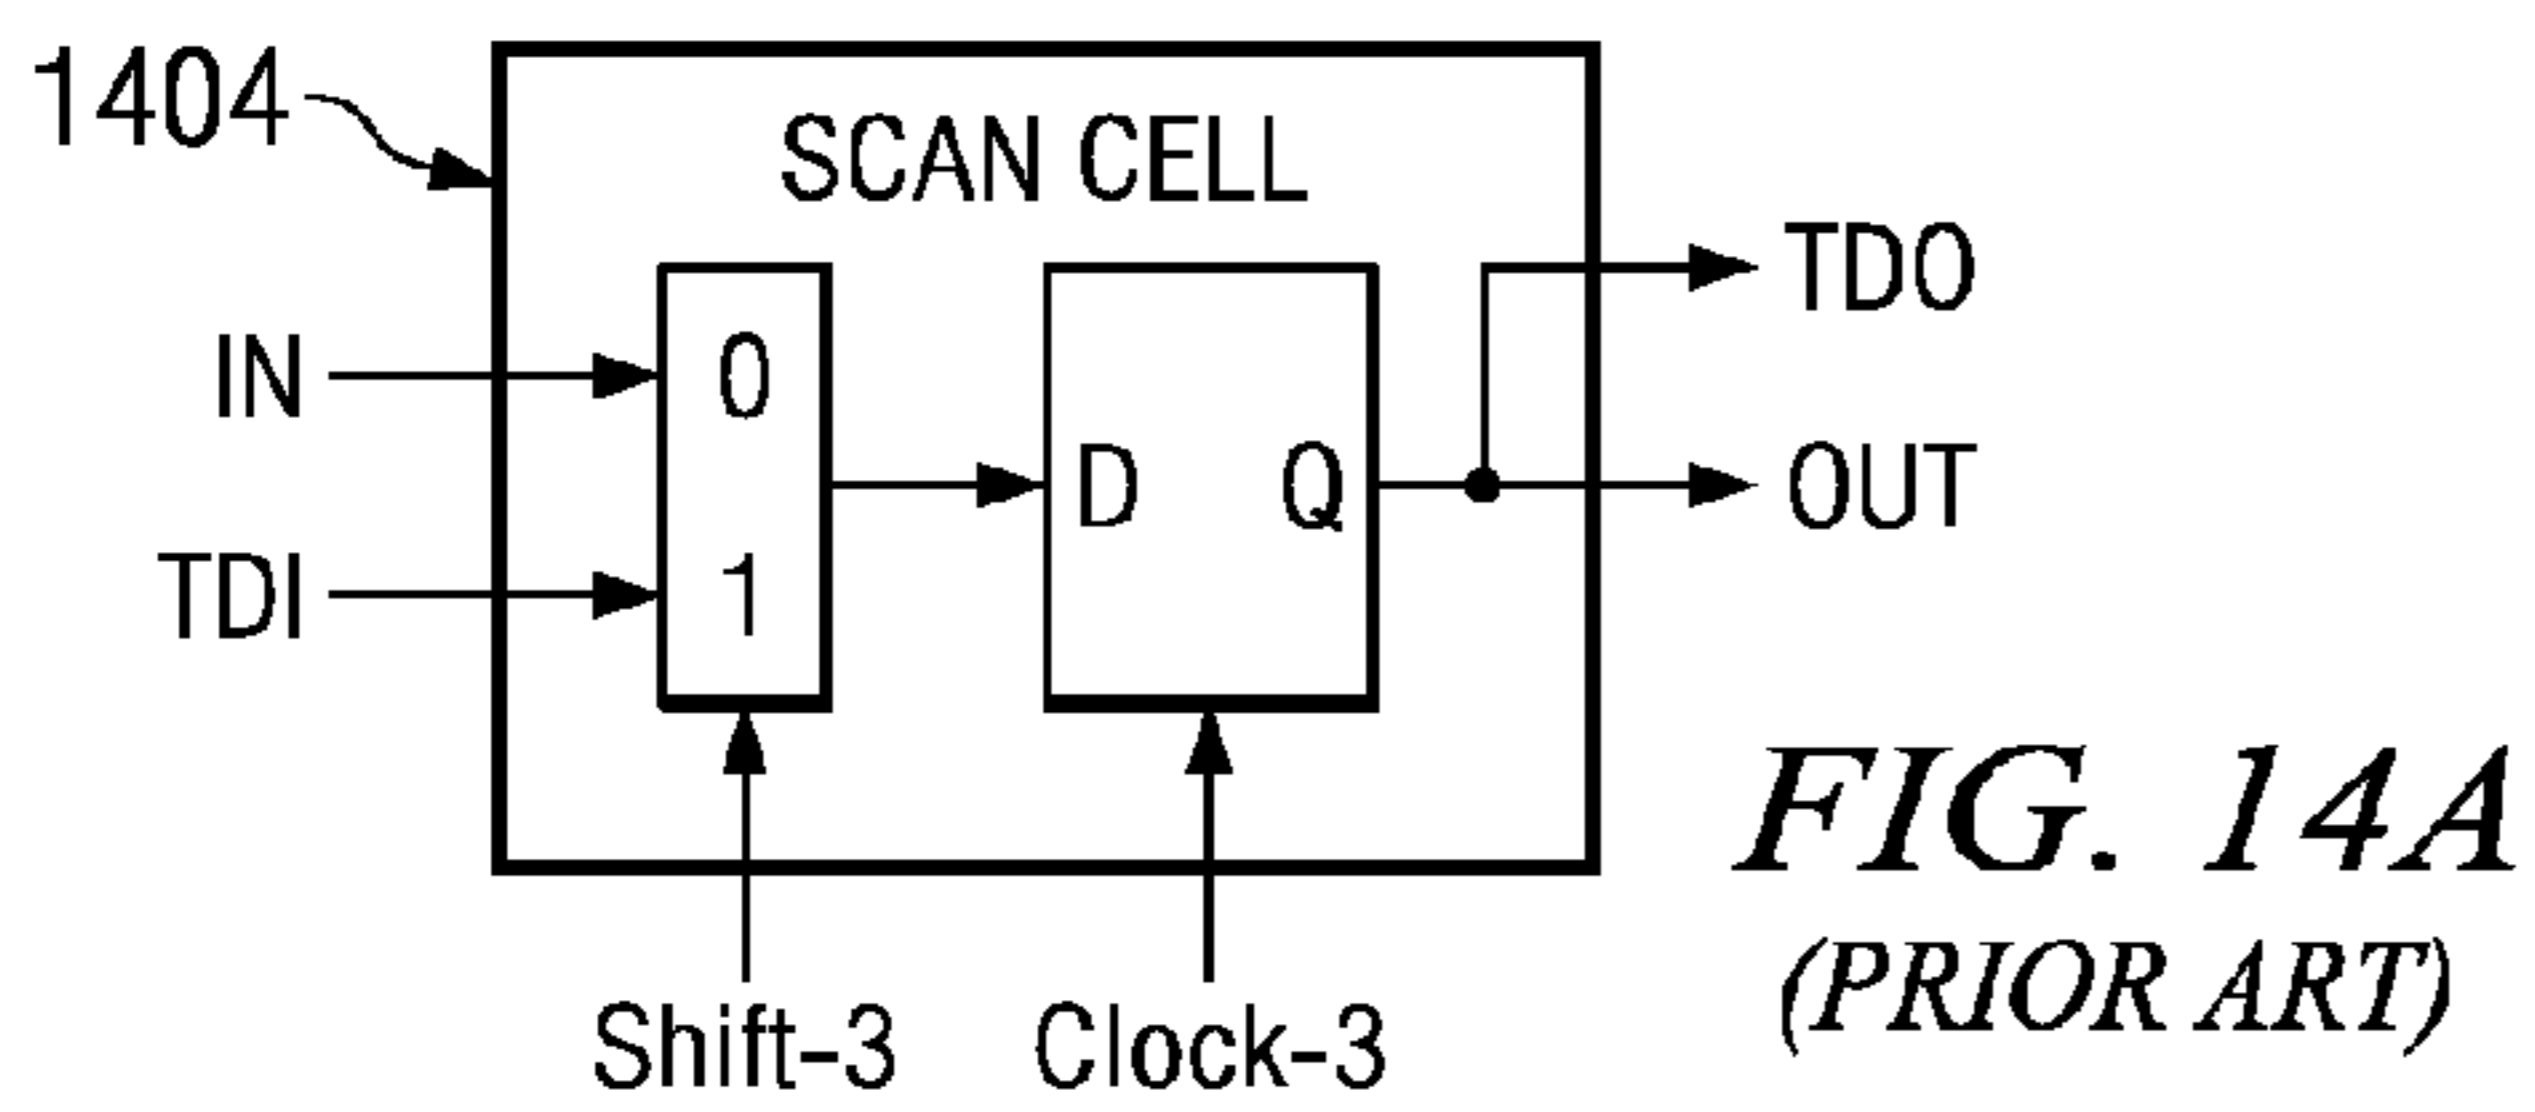 1404
SCAN CELL
TDO
IN
0
D
Q
OUT
TDI
1
FIG. 14A
(PRIOR ART)
Shift-3
Clock-3